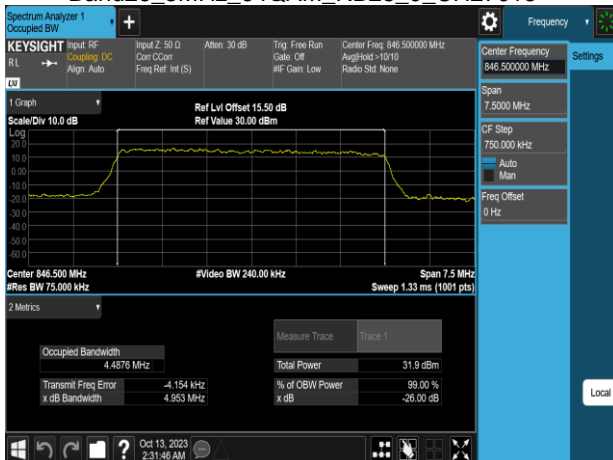 Spectrum Analyzer 1
Occupied BW
+
Frequency
KEYSIGHT
RL
LXI
Input: RF
Coupling: DC
Align: Auto
Input Z: 50 Ω
Corr CCorr
Freq Ref: Int (S)
Atten: 30 dB
Trig: Free Run
Gate: Off
#IF Gain: Low
Center Freq: 846.500000 MHz
Avg|Hold:>10/10
Radio Std: None
Center Frequency
846.500000 MHz
Settings
Span
7.5000 MHz
CF Step
750.000 kHz
Auto
Man
Freq Offset
0 Hz
Local
1 Graph
Scale/Div 10.0 dB
Ref Lvl Offset 15.50 dB
Ref Value 30.00 dBm
Log
20.0
10.0
0.00
-10.0
-20.0
-30.0
-40.0
-50.0
-60.0
Center 846.500 MHz
#Video BW 240.00 kHz
Span 7.5 MHz
#Res BW 75.000 kHz
Sweep 1.33 ms (1001 pts)
2 Metrics
Measure Trace
Trace 1
Occupied Bandwidth
4.4876 MHz
Total Power
31.9 dBm
Transmit Freq Error
-4.154 kHz
% of OBW Power
99.00 %
x dB Bandwidth
4.953 MHz
x dB
-26.00 dB
?
Oct 13, 2023
2:31:46 AM